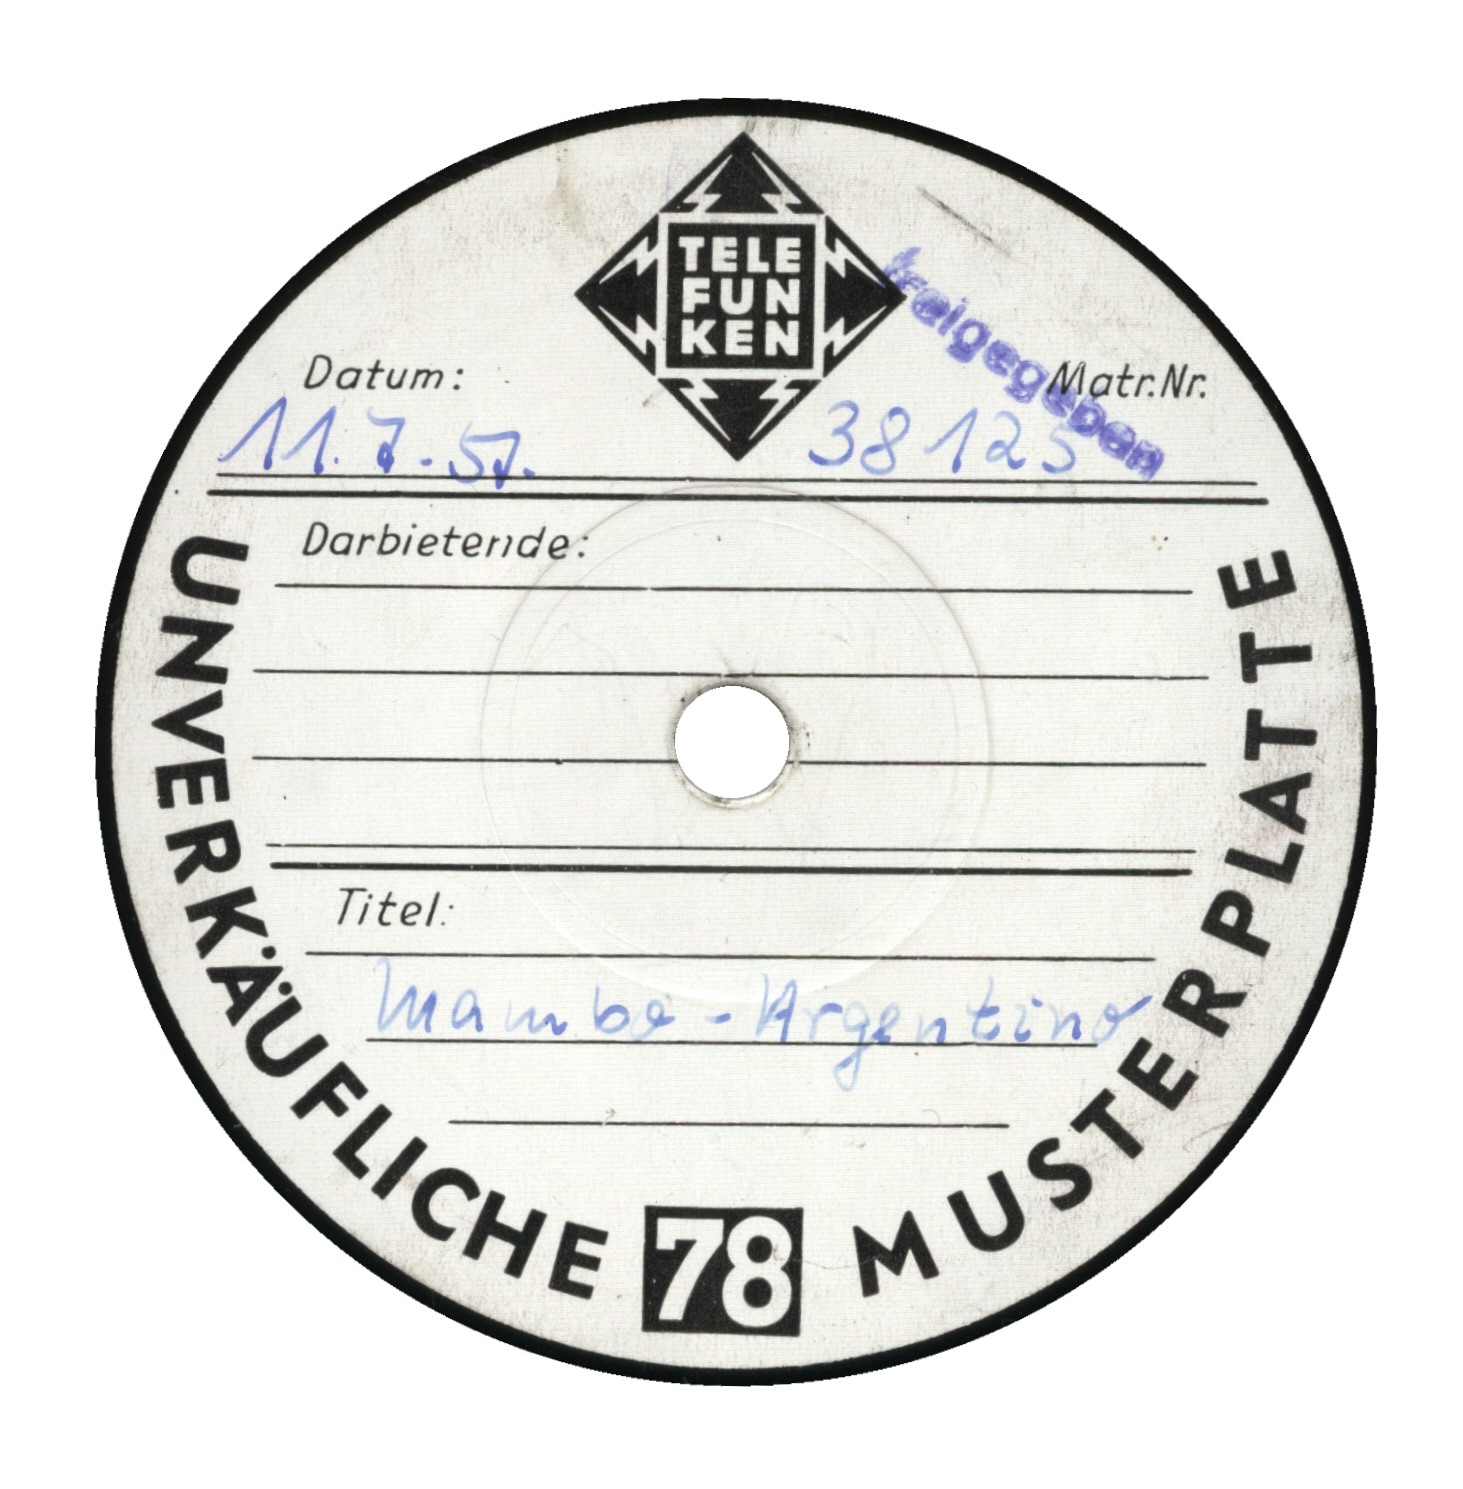 TELE
FUN
KEN
freigegeben
Datum: Matr.Nr.
11.7.57. 38125
Darbietende:
Titel:
Mambo-Argentino
UNVERKÄUFLICHE 78 MUSTERPLATTE